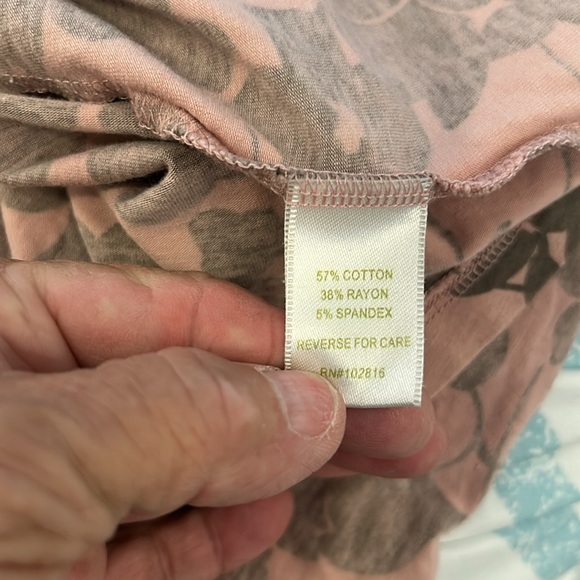 57% COTTON
38% RAYON
5% SPANDEX
REVERSE FOR CARE
RN#102816